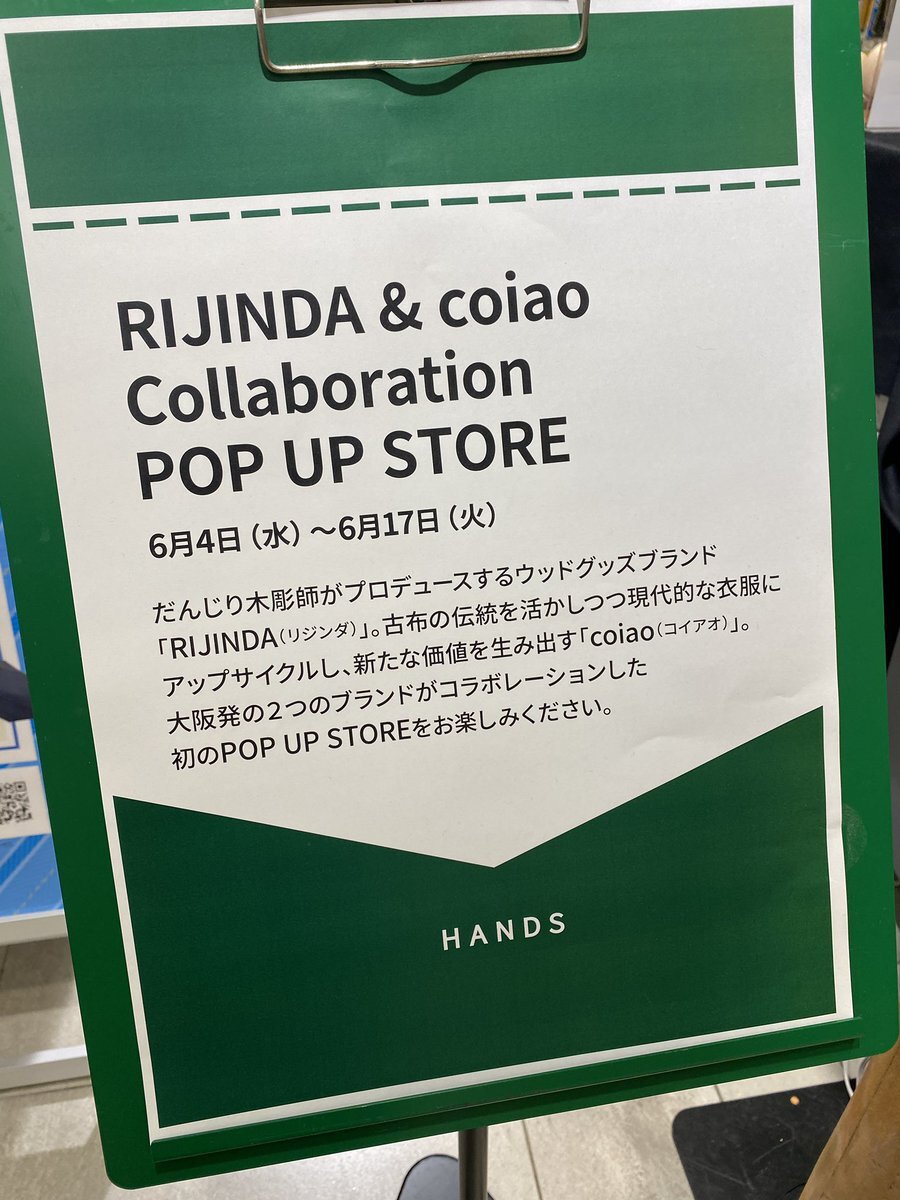 RIJINDA & coiao
Collaboration
POP UP STORE
6月4日（水）～6月17日（火）
だんじり木彫師がプロデュースするウッドグッズブランド
「RIJINDA（リジンダ）」。古布の伝統を活かしつつ現代的な衣服に
アップサイクルし、新たな価値を生み出す「coiao（コイアオ）」。
大阪発の２つのブランドがコラボレーションした
初のPOP UP STOREをお楽しみください。
HANDS